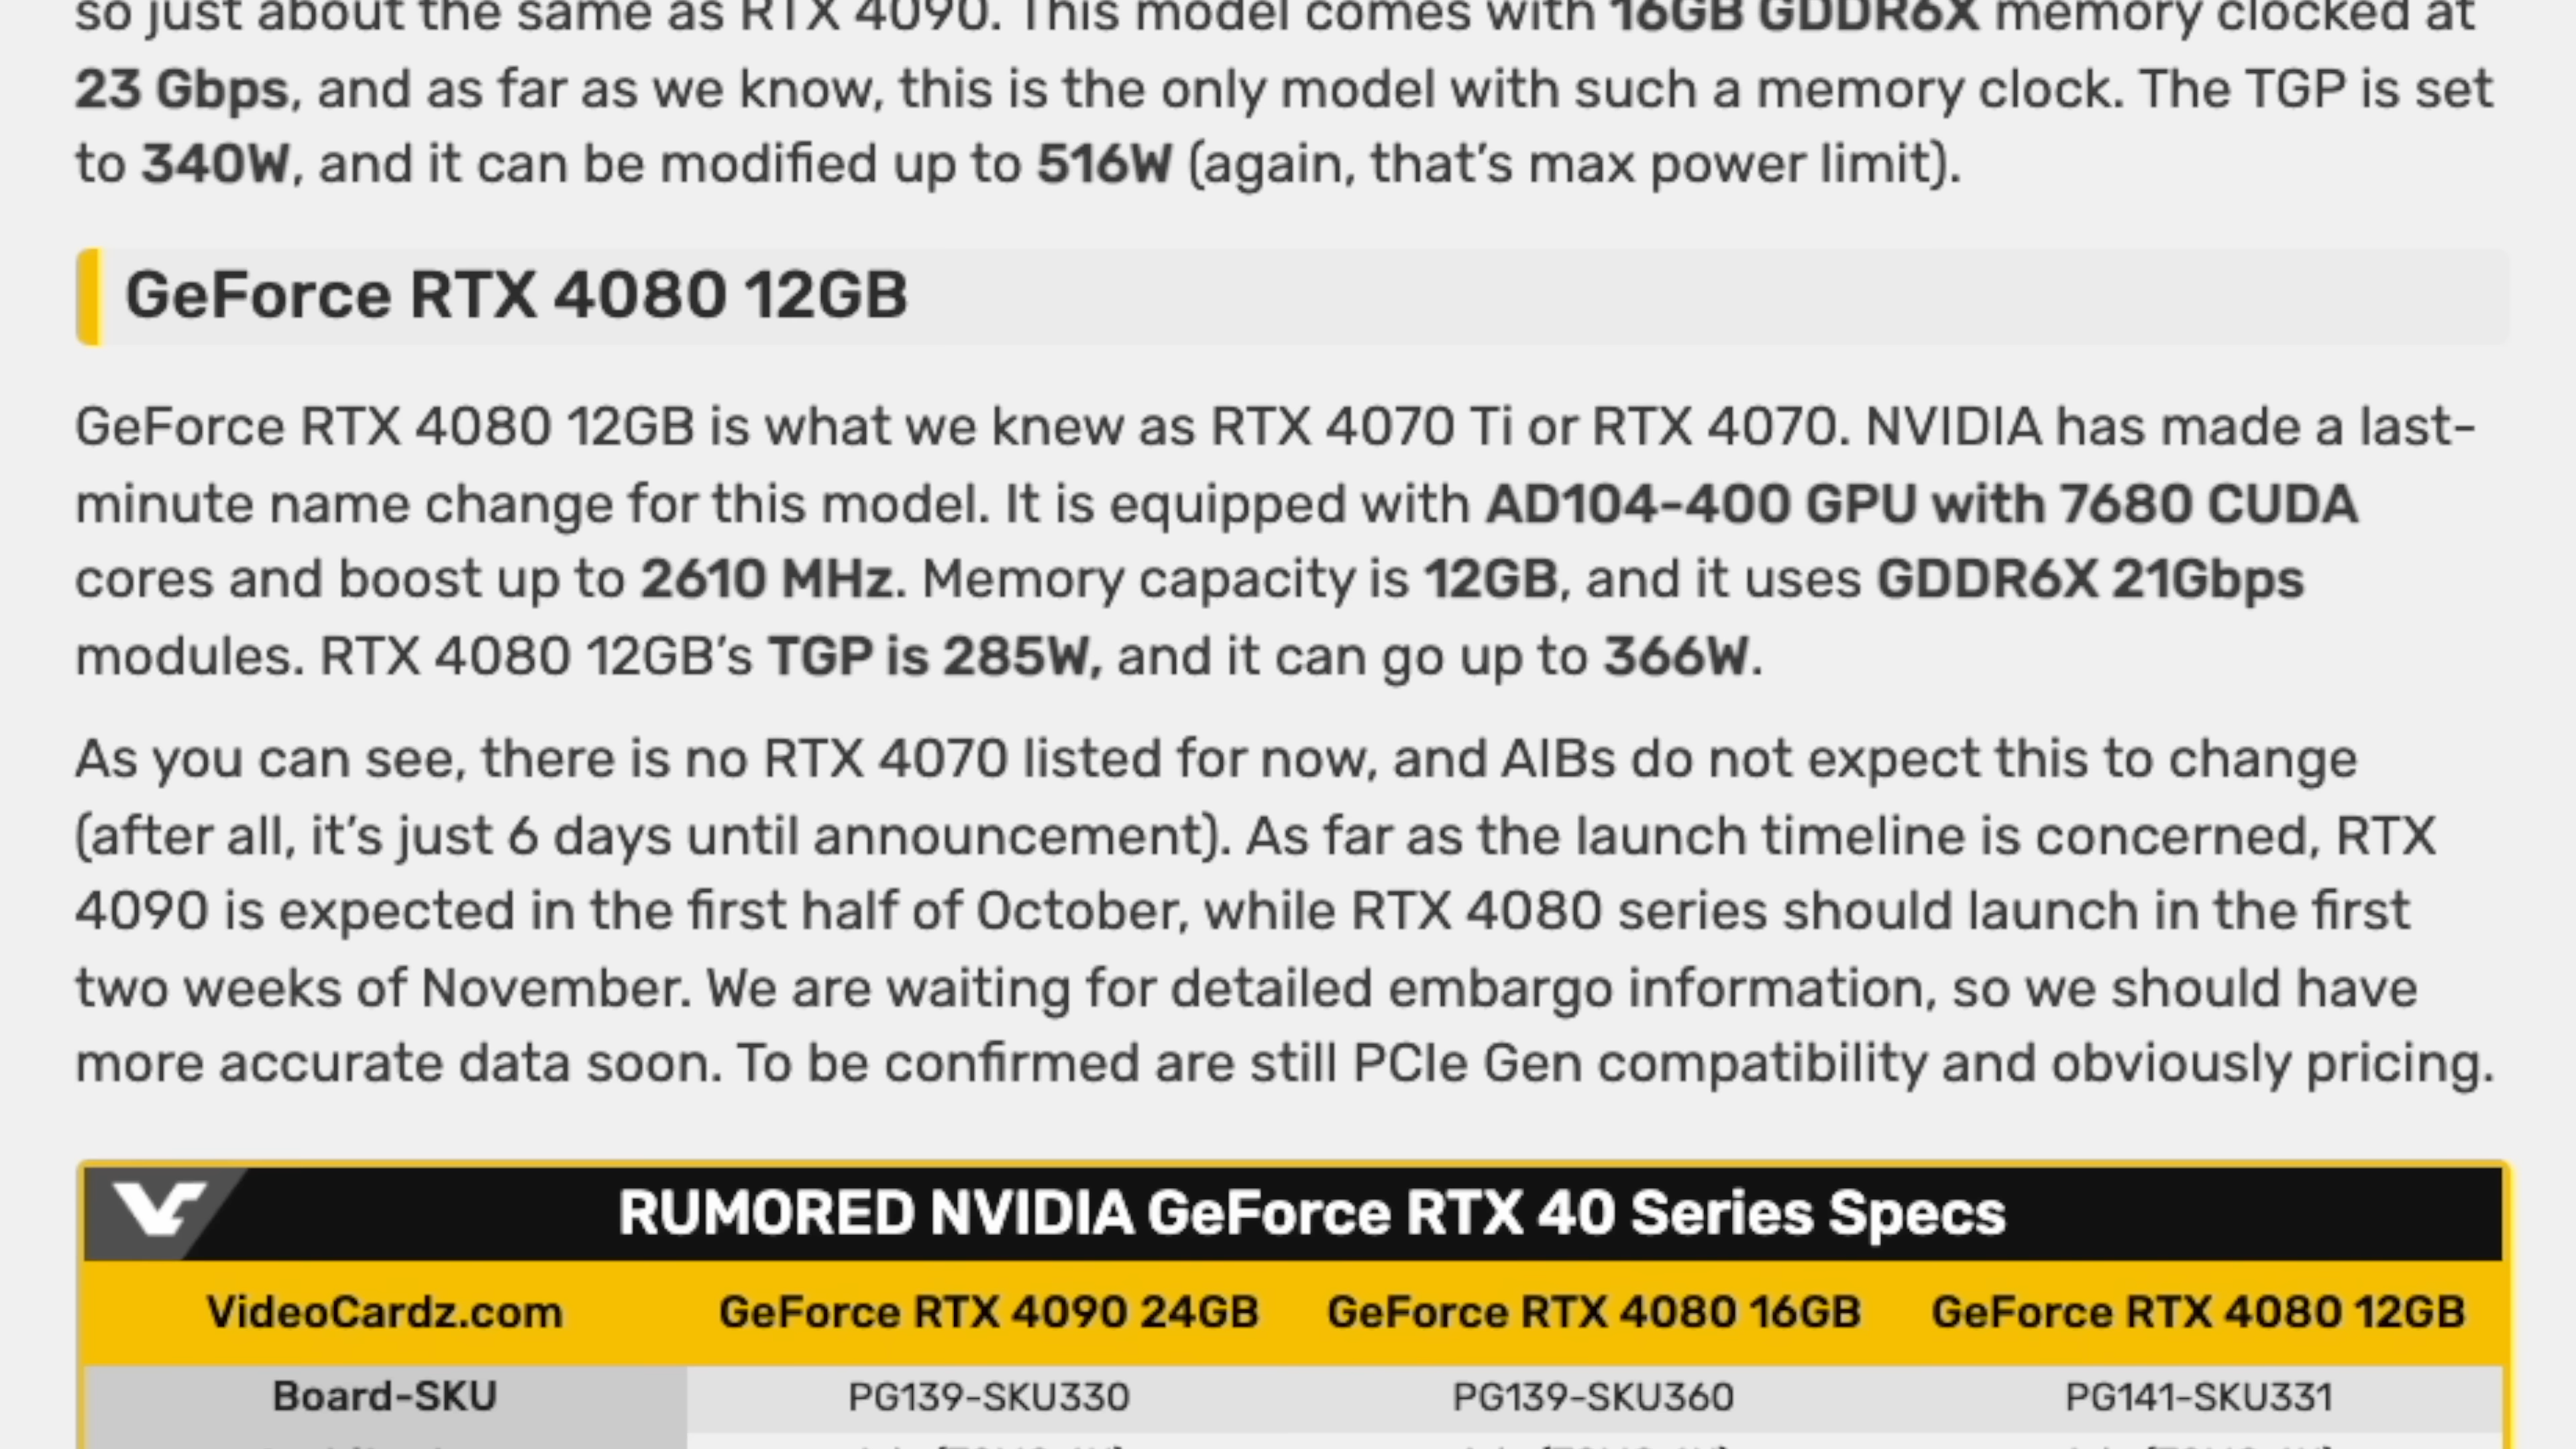 so just about the same as RTX 4090. This model comes with 16GB GDDR6X memory clocked at
23 Gbps, and as far as we know, this is the only model with such a memory clock. The TGP is set
to 340W, and it can be modified up to 516W (again, that’s max power limit).
GeForce RTX 4080 12GB
GeForce RTX 4080 12GB is what we knew as RTX 4070 Ti or RTX 4070. NVIDIA has made a last-
minute name change for this model. It is equipped with AD104-400 GPU with 7680 CUDA
cores and boost up to 2610 MHz. Memory capacity is 12GB, and it uses GDDR6X 21Gbps
modules. RTX 4080 12GB’s TGP is 285W, and it can go up to 366W.
As you can see, there is no RTX 4070 listed for now, and AIBs do not expect this to change
(after all, it’s just 6 days until announcement). As far as the launch timeline is concerned, RTX
4090 is expected in the first half of October, while RTX 4080 series should launch in the first
two weeks of November. We are waiting for detailed embargo information, so we should have
more accurate data soon. To be confirmed are still PCIe Gen compatibility and obviously pricing.
RUMORED NVIDIA GeForce RTX 40 Series Specs
VideoCardz.com GeForce RTX 4090 24GB GeForce RTX 4080 16GB GeForce RTX 4080 12GB
Board-SKU PG139-SKU330 PG139-SKU360 PG141-SKU331